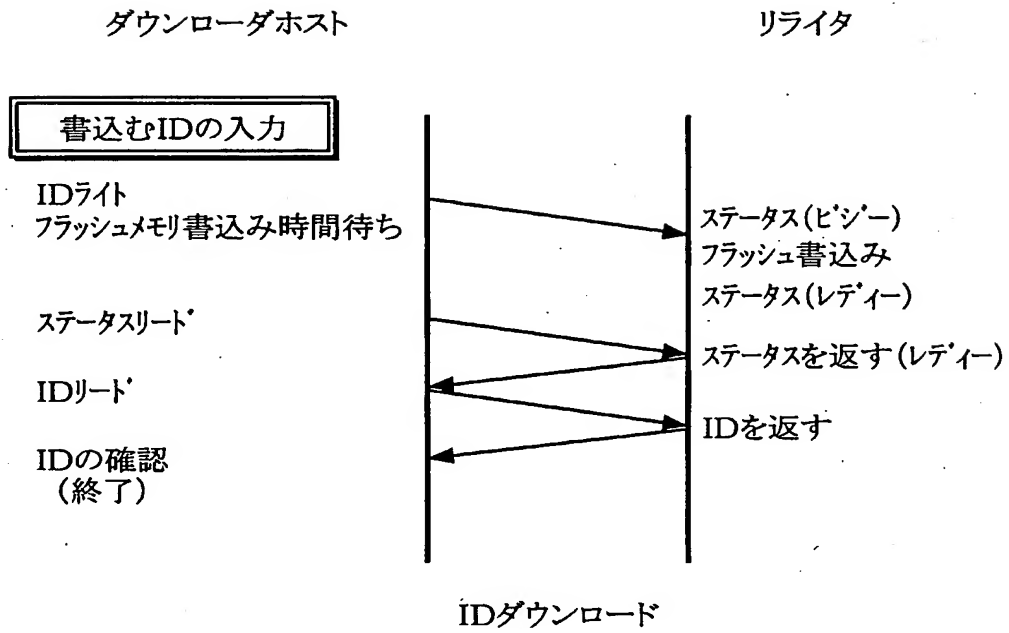 ダウンローダホスト
リライタ
書込むIDの入力
IDライト
フラッシュメモリ書込み時間待ち
ステータス(ビジー)
フラッシュ書込み
ステータス(レディー)
ステータスリード
ステータスを返す(レディー)
IDリード
IDを返す
IDの確認
(終了)
IDダウンロード